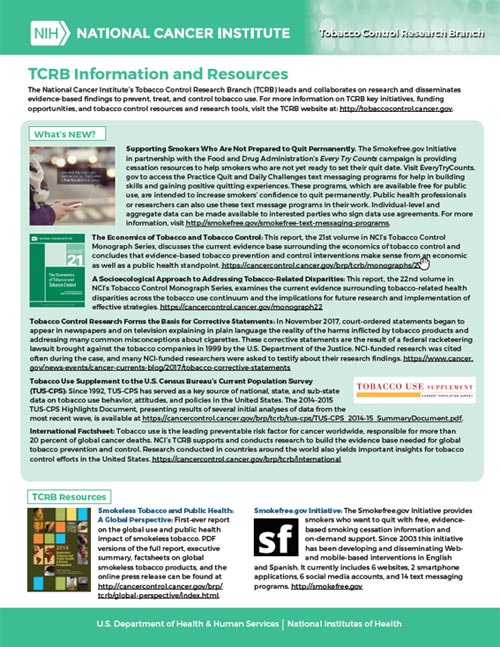 NIH NATIONAL CANCER INSTITUTE
Tobacco Control Research Branch
TCRB Information and Resources
The National Cancer Institute's Tobacco Control Research Branch (TCRB) leads and collaborates on research and disseminates
evidence-based findings to prevent, treat, and control tobacco use. For more information on TCRB key initiatives, funding
opportunities, and tobacco control resources and research tools, visit the TCRB website at: http://tobaccocontrol.cancer.gov.
What's NEW?
Supporting Smokers Who Are Not Prepared to Quit Permanently. The Smokefree.gov Initiative
in partnership with the Food and Drug Administration's Every Try Counts campaign is providing
cessation resources to help smokers who are not yet ready to set their quit date. Visit EveryTryCounts.
gov to access the Practice Quit and Daily Challenges text messaging programs for help in building
skills and gaining positive quitting experiences. These programs, which are available free for public
use, are intended to increase smokers' confidence to quit permanently. Public health professionals
or researchers can also use these text message programs in their work. Individual-level and
aggregate data can be made available to interested parties who sign data use agreements. For more
information, visit http://smokefree.gov/smokefree-text-messaging-programs.
NATIONAL CANCER INSTITUTE
21
The Economics of
Tobacco and
Tobacco Control
The Economics of Tobacco and Tobacco Control: This report, the 21st volume in NCI's Tobacco Control
Monograph Series, discusses the current evidence base surrounding the economics of tobacco control and
concludes that evidence-based tobacco prevention and control interventions make sense from an economic
as well as a public health standpoint. https://cancercontrol.cancer.gov/brp/tcrb/monographs/21
A Socioecological Approach to Addressing Tobacco-Related Disparities: This report, the 22nd volume in
NCI's Tobacco Control Monograph Series, examines the current evidence surrounding tobacco-related health
disparities across the tobacco use continuum and the implications for future research and implementation of
effective strategies. https://cancercontrol.cancer.gov/monograph22
Tobacco Control Research Forms the Basis for Corrective Statements: In November 2017, court-ordered statements began to
appear in newspapers and on television explaining in plain language the reality of the harms inflicted by tobacco products and
addressing many common misconceptions about cigarettes. These corrective statements are the result of a federal racketeering
lawsuit brought against the tobacco companies in 1999 by the U.S. Department of Justice. NCI-funded research was cited
often during the case, and many NCI-funded researchers were asked to testify about their research findings. https://www.cancer.
gov/news-events/cancer-currents-blog/2017/tobacco-corrective-statements
Tobacco Use Supplement to the U.S. Census Bureau's Current Population Survey
(TUS-CPS): Since 1992, TUS-CPS has served as a key source of national, state, and sub-state
data on tobacco use behavior, attitudes, and policies in the United States. The 2014-2015
TUS-CPS Highlights Document, presenting results of several initial analyses of data from the
most recent wave, is available at https://cancercontrol.cancer.gov/brp/tcrb/tus-cps/TUS-CPS_2014-15_SummaryDocument.pdf.
TOBACCO USE SUPPLEMENT
CURRENT POPULATION SURVEY
International Factsheet: Tobacco use is the leading preventable risk factor for cancer worldwide, responsible for more than
20 percent of global cancer deaths. NCI's TCRB supports and conducts research to build the evidence base needed for global
tobacco prevention and control. Research conducted in countries around the world also yields important insights for tobacco
control efforts in the United States. https://cancercontrol.cancer.gov/brp/tcrb/international
TCRB Resources
Smokeless Tobacco and Public Health:
A Global Perspective: First-ever report
on the global use and public health
impact of smokeless tobacco. PDF
versions of the full report, executive
summary, factsheets on global
smokeless tobacco products, and the
online press release can be found at
http://cancercontrol.cancer.gov/brp/
tcrb/global-perspective/index.html.
2014
Smokefree.gov Initiative: The Smokefree.gov Initiative provides
smokers who want to quit with free, evidence-
based smoking cessation information and
on-demand support. Since 2003 this initiative
has been developing and disseminating Web-
and mobile-based interventions in English
and Spanish. It currently includes 6 websites, 2 smartphone
applications, 6 social media accounts, and 14 text messaging
programs. http://smokefree.gov
sf
U.S. Department of Health & Human Services | National Institutes of Health